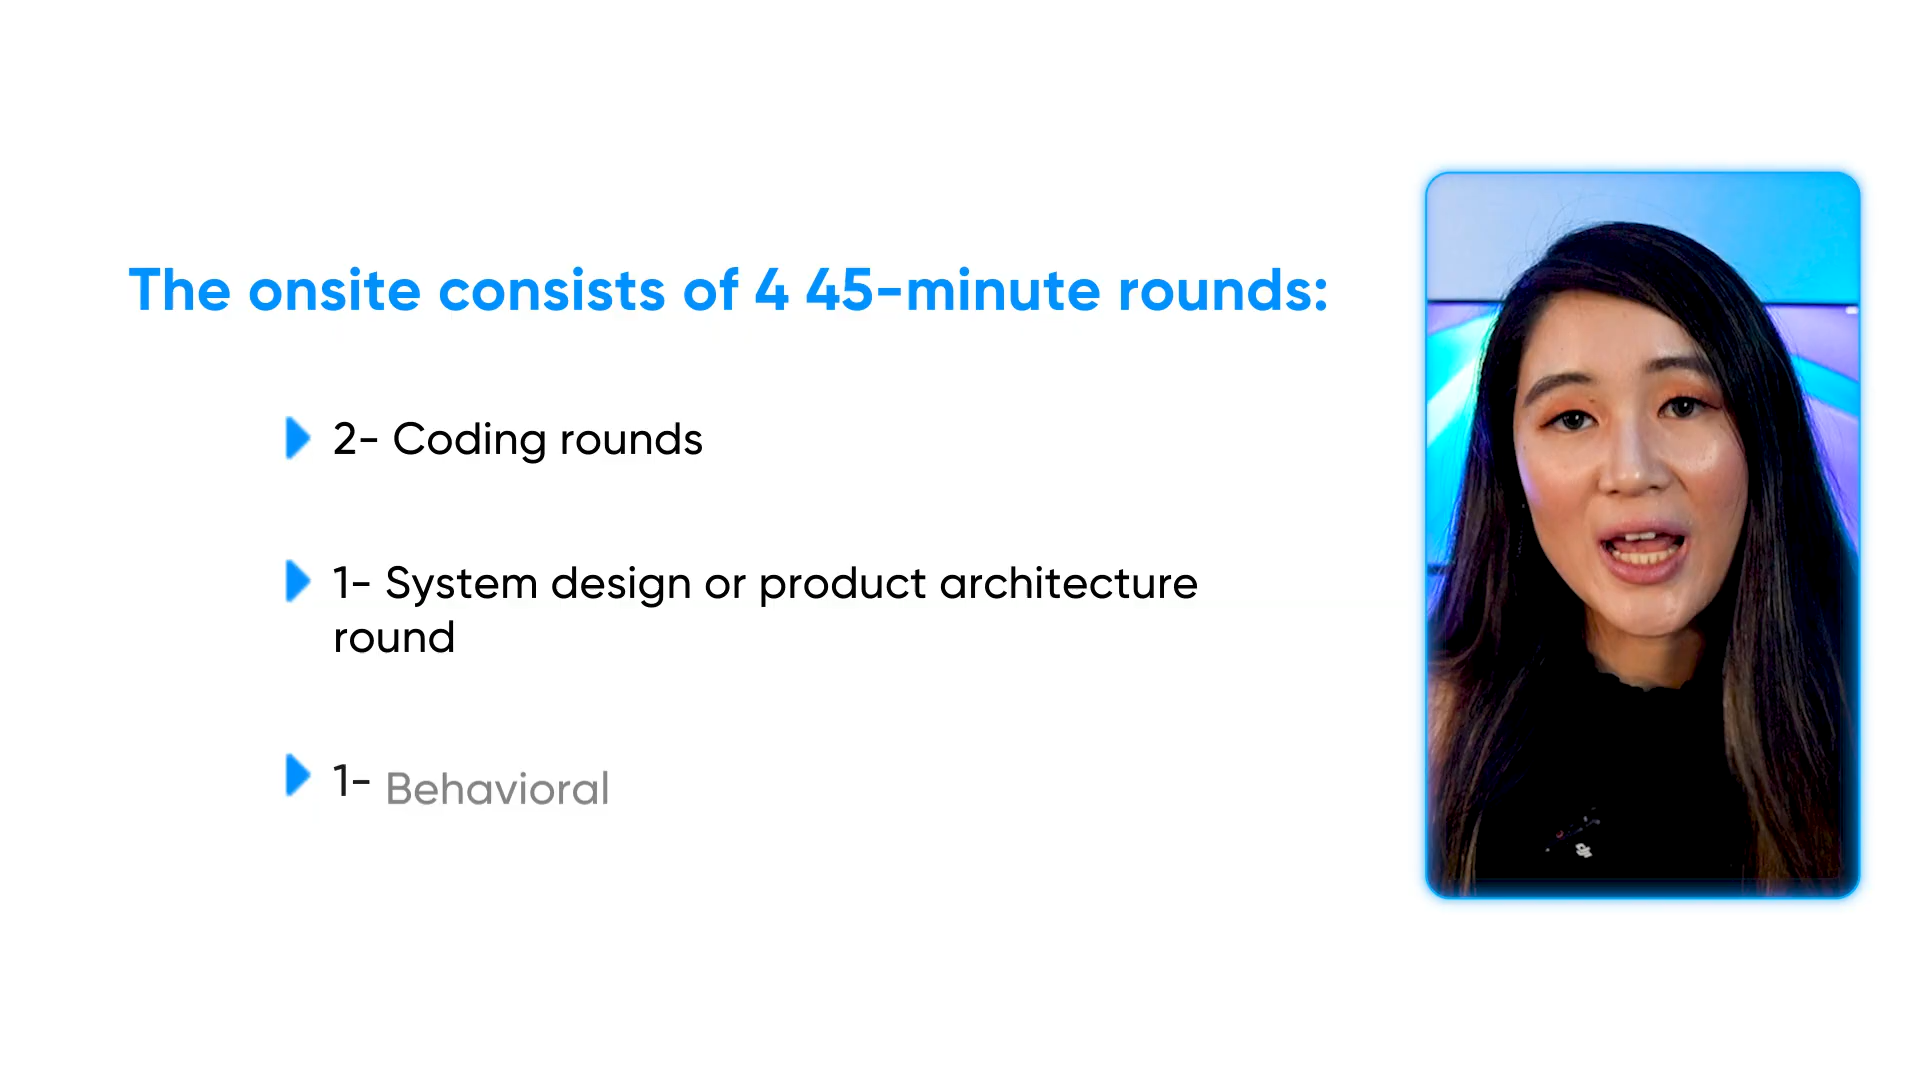 The onsite consists of 4 45-minute rounds:
2- Coding rounds
1- System design or product architecture
round
1- Behavioral